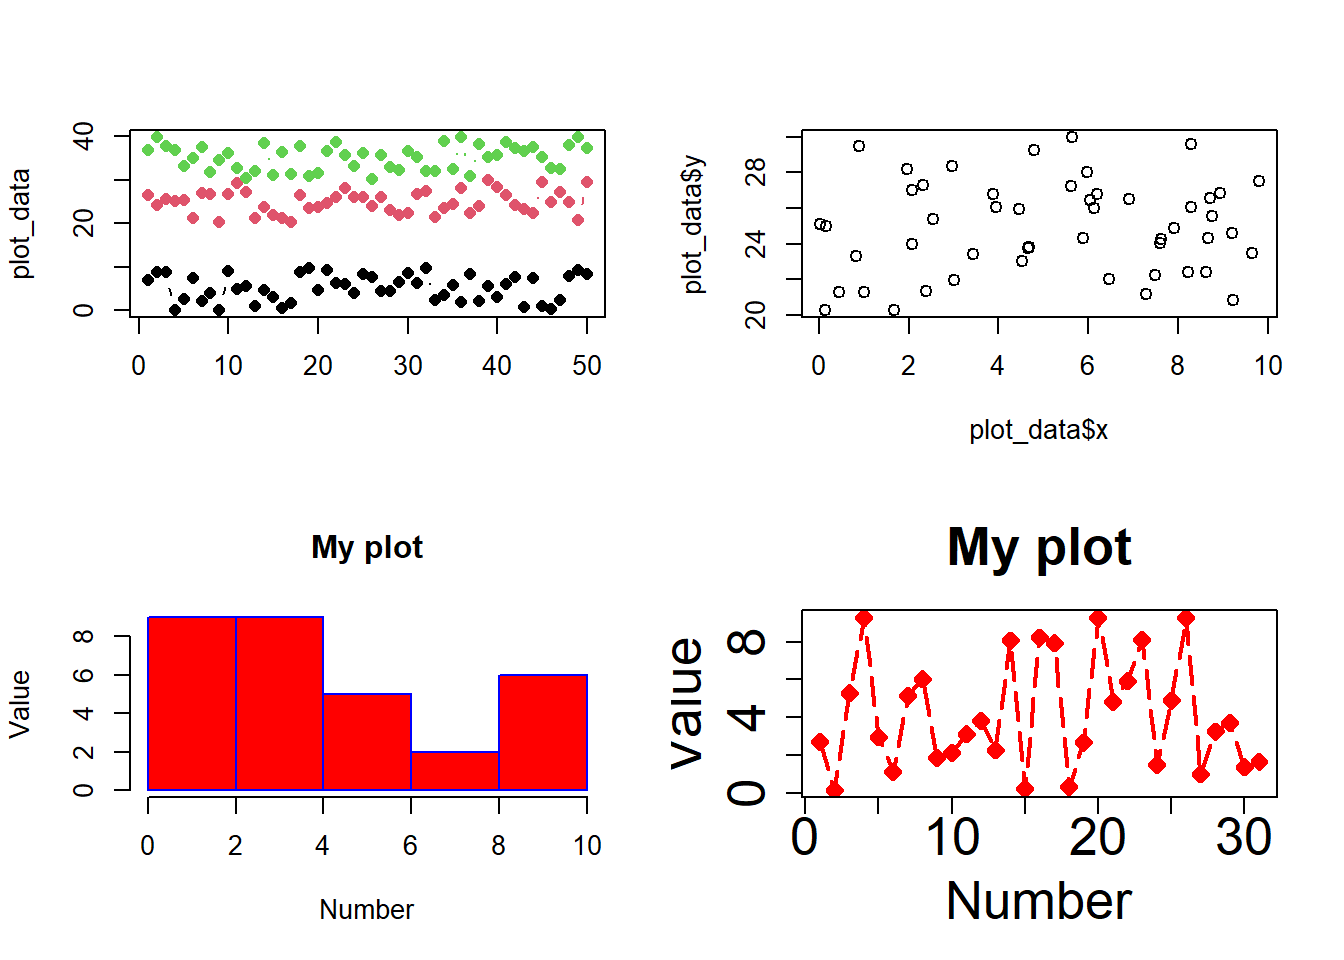 plot_data
0 20 40
0 10 20 30 40 50
plot_data$y
20 24 28
0 2 4 6 8 10
plot_data$x
My plot
Value
0 2 4 6 8
0 2 4 6 8 10
Number
My plot
value
0 4 8
0 10 20 30
Number